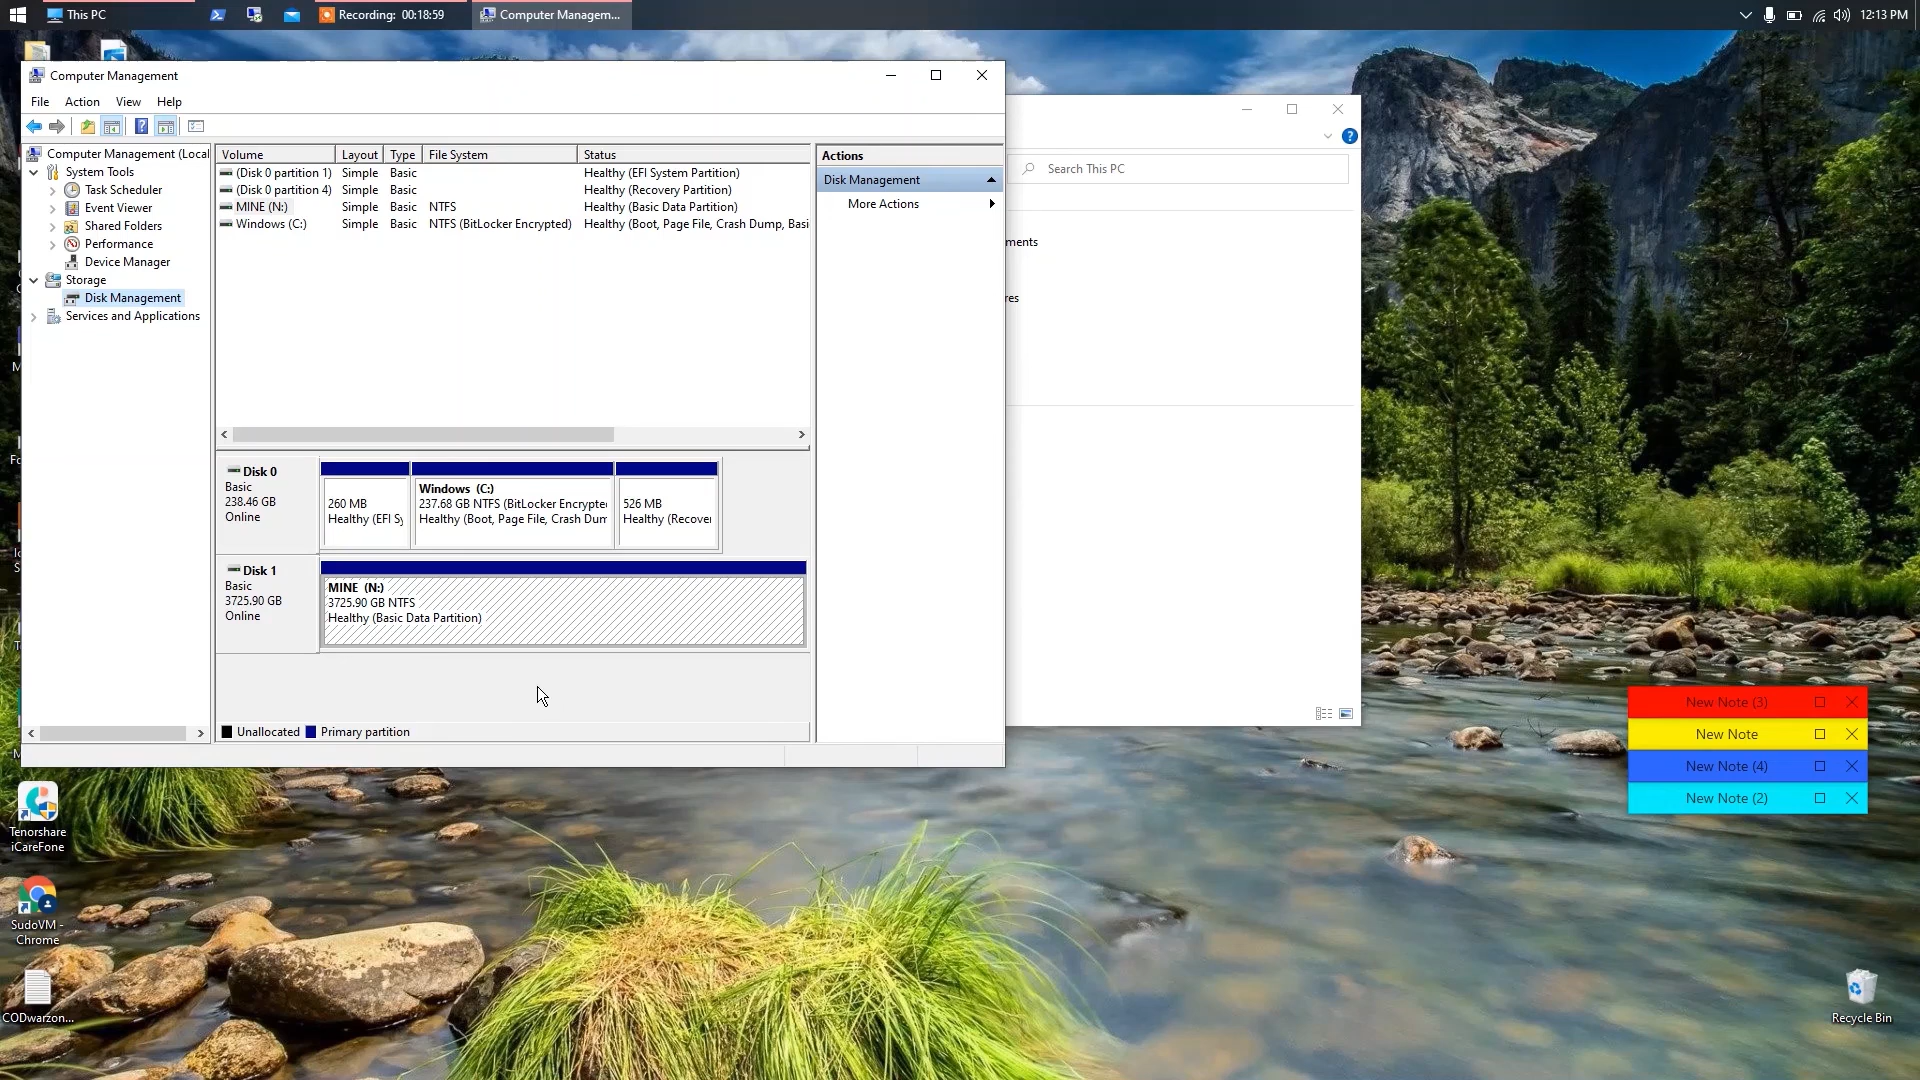 This PC
Recording: 00:18:59
Computer Managem...
12:13 PM
Computer Management
File Action View Help
Computer Management (Local
System Tools
Task Scheduler
Event Viewer
Shared Folders
Performance
Device Manager
Storage
Disk Management
Services and Applications
Volume Layout Type File System Status
(Disk 0 partition 1) Simple Basic Healthy (EFI System Partition)
(Disk 0 partition 4) Simple Basic Healthy (Recovery Partition)
MINE (N:) Simple Basic NTFS Healthy (Basic Data Partition)
Windows (C:) Simple Basic NTFS (BitLocker Encrypted) Healthy (Boot, Page File, Crash Dump, Basi
Disk 0
Basic
238.46 GB
Online
260 MB
Healthy (EFI Sy
Windows (C:)
237.68 GB NTFS (BitLocker Encrypte
Healthy (Boot, Page File, Crash Dum
526 MB
Healthy (Recover
Disk 1
Basic
3725.90 GB
Online
MINE (N:)
3725.90 GB NTFS
Healthy (Basic Data Partition)
Unallocated Primary partition
Actions
Disk Management
More Actions
Search This PC
ments
res
New Note (3)
New Note
New Note (4)
New Note (2)
Tenorshare
iCareFone
SudoVM -
Chrome
CODwarzon...
Recycle Bin